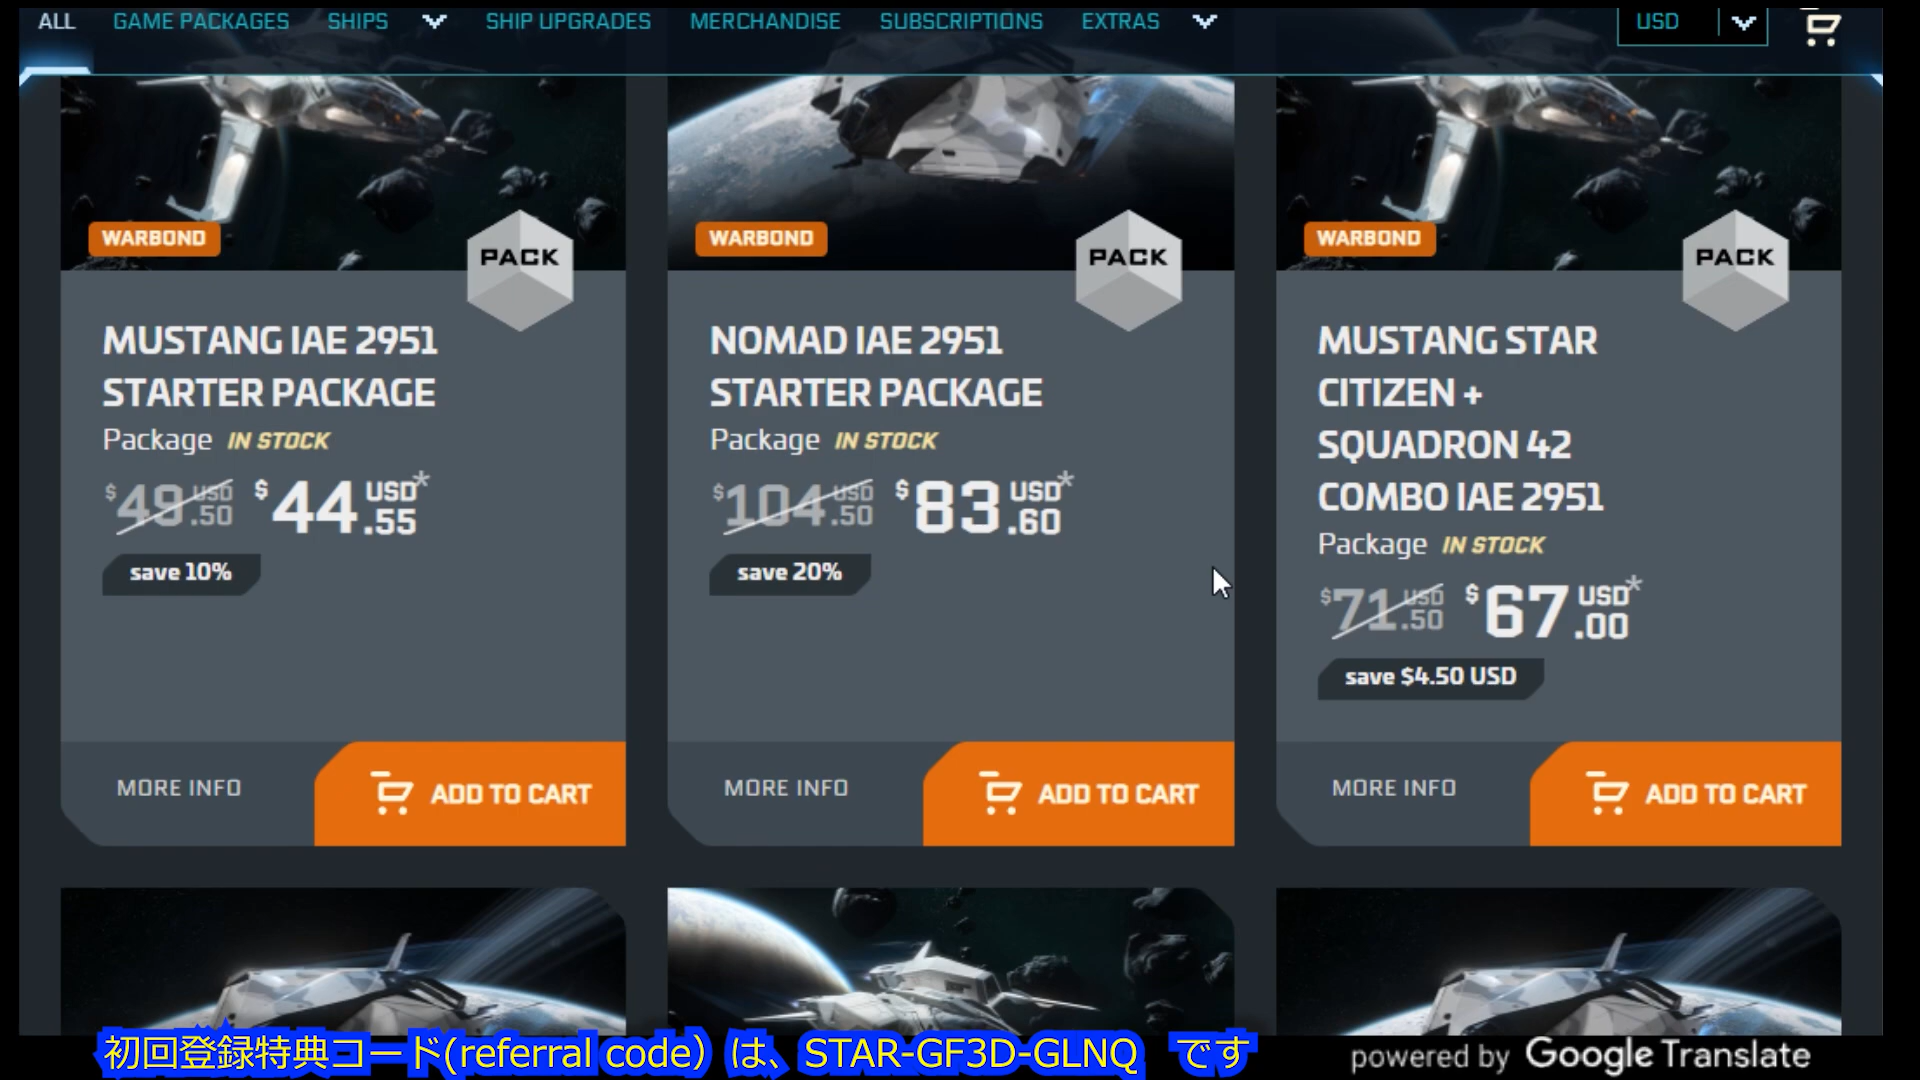 ALL GAME PACKAGES SHIPS SHIP UPGRADES MERCHANDISE SUBSCRIPTIONS EXTRAS USD
WARBOND
PACK
MUSTANG IAE 2951
STARTER PACKAGE
Package IN STOCK
$49.50 USD $44.55 USD*
save 10%
MORE INFO
ADD TO CART
WARBOND
PACK
NOMAD IAE 2951
STARTER PACKAGE
Package IN STOCK
$104.50 USD $83.60 USD*
save 20%
MORE INFO
ADD TO CART
WARBOND
PACK
MUSTANG STAR
CITIZEN +
SQUADRON 42
COMBO IAE 2951
Package IN STOCK
$71.50 USD $67.00 USD*
save $4.50 USD
MORE INFO
ADD TO CART
初回登録特典コード(referral code）は、STAR-GF3D-GLNQ　です
powered by Google Translate